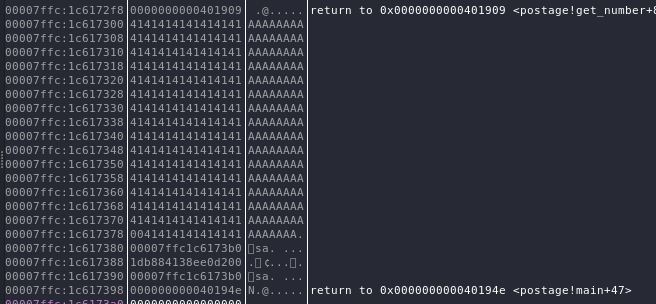 00007ffc:1c6172f8 0000000000401909 .@..... return to 0x0000000000401909 <postage!get_number+8
00007ffc:1c617300 4141414141414141 AAAAAAAA
00007ffc:1c617308 4141414141414141 AAAAAAAA
00007ffc:1c617310 4141414141414141 AAAAAAAA
00007ffc:1c617318 4141414141414141 AAAAAAAA
00007ffc:1c617320 4141414141414141 AAAAAAAA
00007ffc:1c617328 4141414141414141 AAAAAAAA
00007ffc:1c617330 4141414141414141 AAAAAAAA
00007ffc:1c617338 4141414141414141 AAAAAAAA
00007ffc:1c617340 4141414141414141 AAAAAAAA
00007ffc:1c617348 4141414141414141 AAAAAAAA
00007ffc:1c617350 4141414141414141 AAAAAAAA
00007ffc:1c617358 4141414141414141 AAAAAAAA
00007ffc:1c617360 4141414141414141 AAAAAAAA
00007ffc:1c617368 4141414141414141 AAAAAAAA
00007ffc:1c617370 4141414141414141 AAAAAAAA
00007ffc:1c617378 0041414141414141 AAAAAAA.
00007ffc:1c617380 00007ffc1c6173b0 sa. ...
00007ffc:1c617388 1db884138ee0d200
00007ffc:1c617390 00007ffc1c6173b0 sa. ...
00007ffc:1c617398 000000000040194e N.@..... return to 0x000000000040194e <postage!main+47>